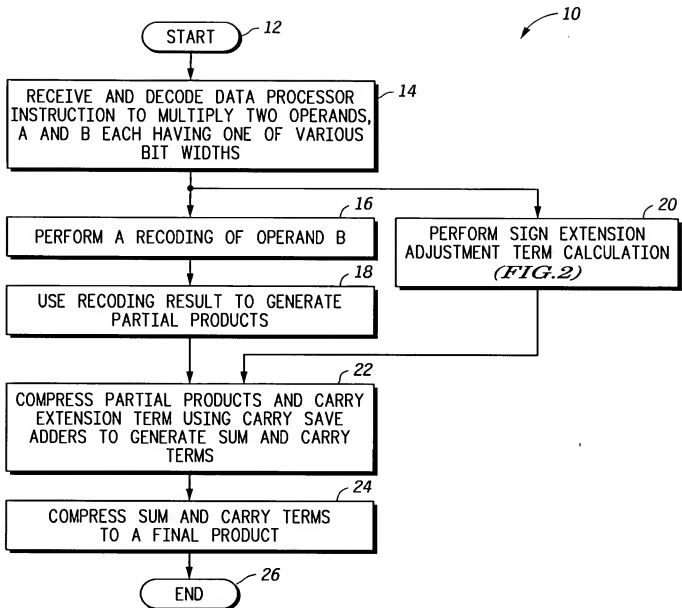 10
START 12
RECEIVE AND DECODE DATA PROCESSOR 14
INSTRUCTION TO MULTIPLY TWO OPERANDS,
A AND B EACH HAVING ONE OF VARIOUS
BIT WIDTHS
16
PERFORM A RECODING OF OPERAND B
20
PERFORM SIGN EXTENSION
ADJUSTMENT TERM CALCULATION
(FIG.2)
18
USE RECODING RESULT TO GENERATE
PARTIAL PRODUCTS
22
COMPRESS PARTIAL PRODUCTS AND CARRY
EXTENSION TERM USING CARRY SAVE
ADDERS TO GENERATE SUM AND CARRY
TERMS
24
COMPRESS SUM AND CARRY TERMS
TO A FINAL PRODUCT
END 26